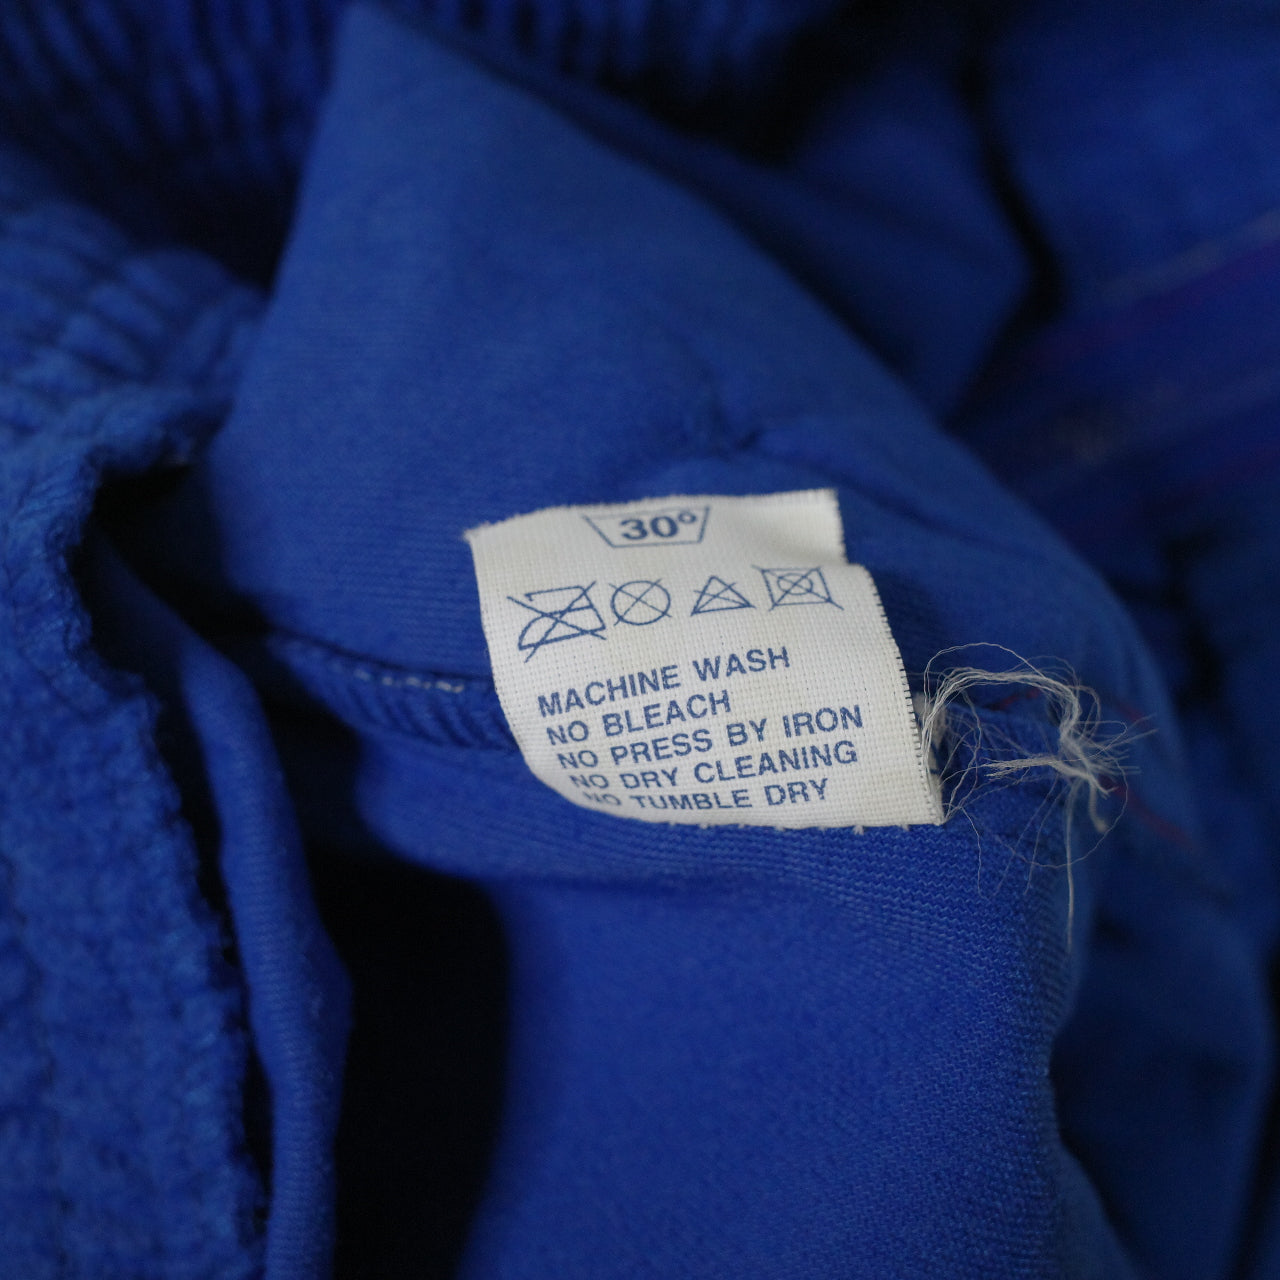 30°
MACHINE WASH
NO BLEACH
NO PRESS BY IRON
NO DRY CLEANING
NO TUMBLE DRY